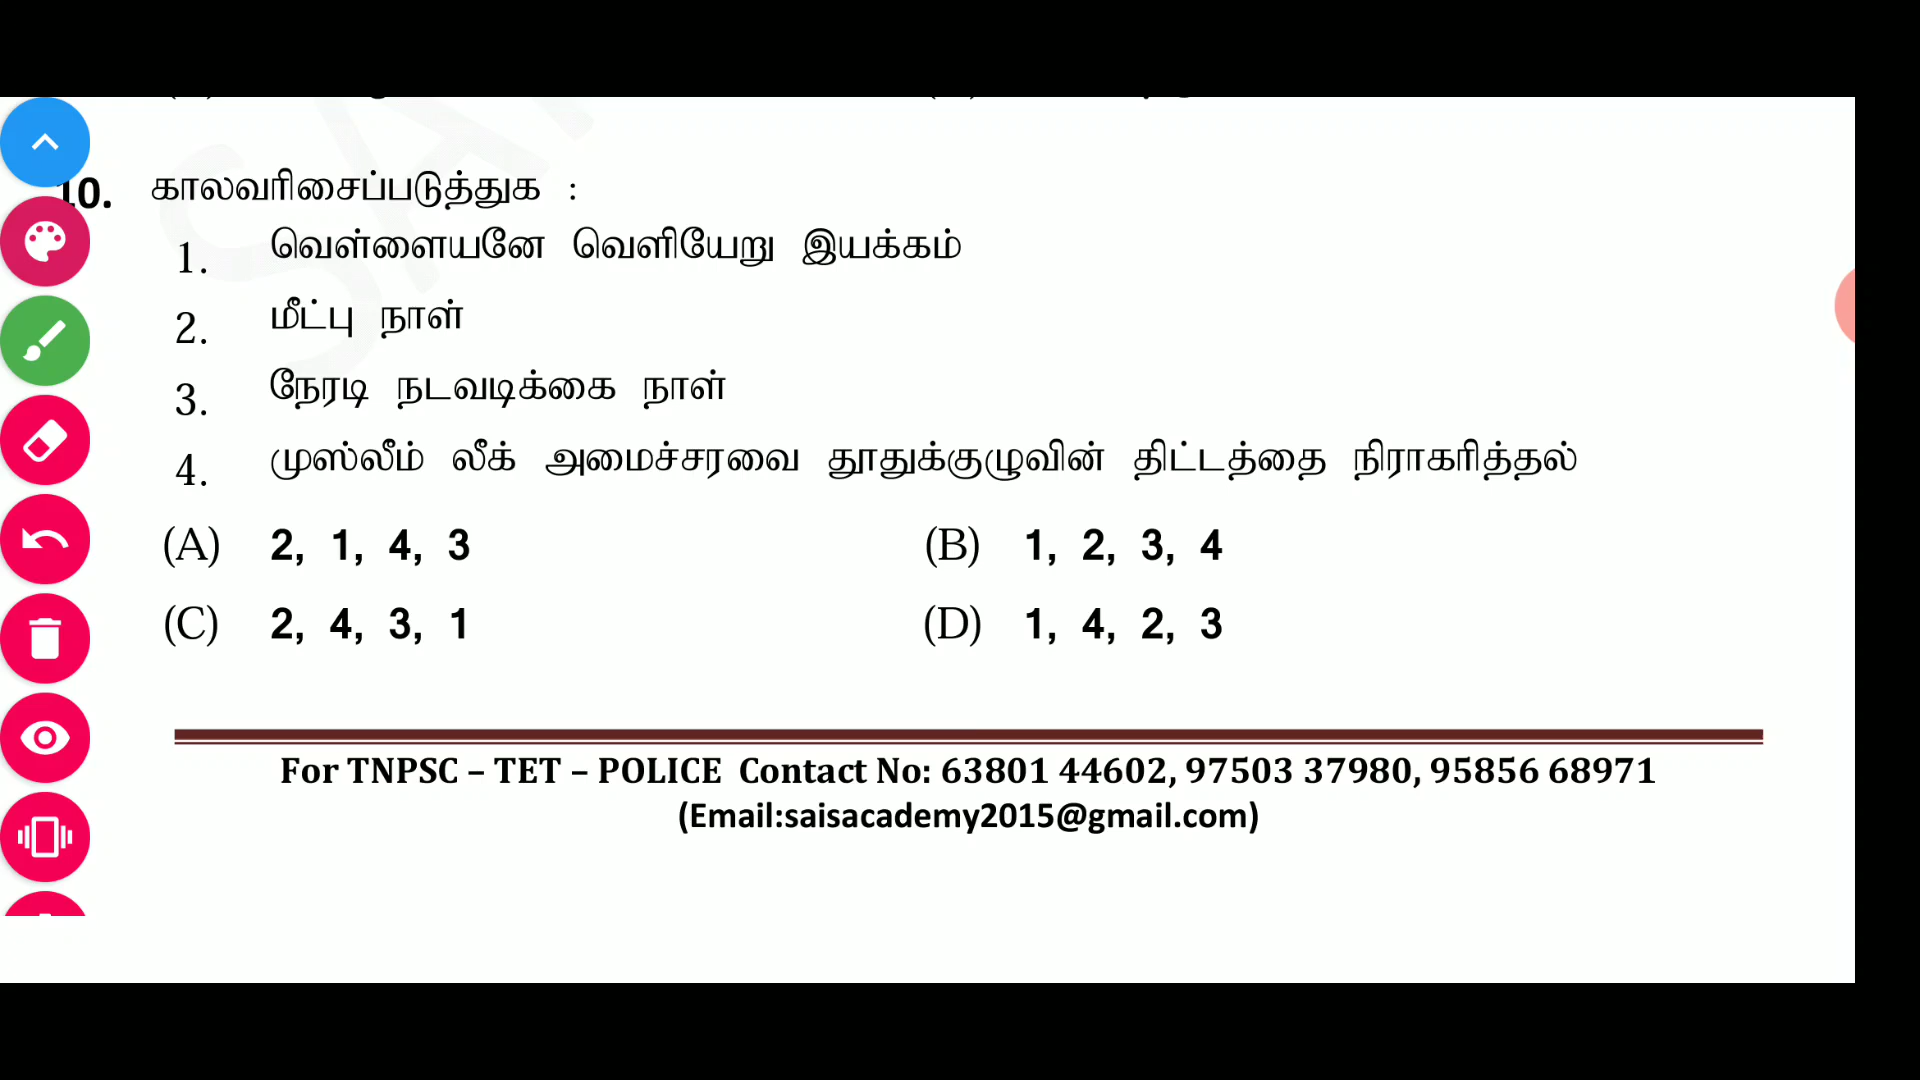 10. காலவரிசைப்படுத்துக :
1. வெள்ளையனே வெளியேறு இயக்கம்
2. மீட்பு நாள்
3. நேரடி நடவடிக்கை நாள்
4. முஸ்லீம் லீக் அமைச்சரவை தூதுக்குழுவின் திட்டத்தை நிராகரித்தல்
(A) 2, 1, 4, 3 (B) 1, 2, 3, 4
(C) 2, 4, 3, 1 (D) 1, 4, 2, 3
For TNPSC – TET – POLICE Contact No: 63801 44602, 97503 37980, 95856 68971
(Email:saisacademy2015@gmail.com)